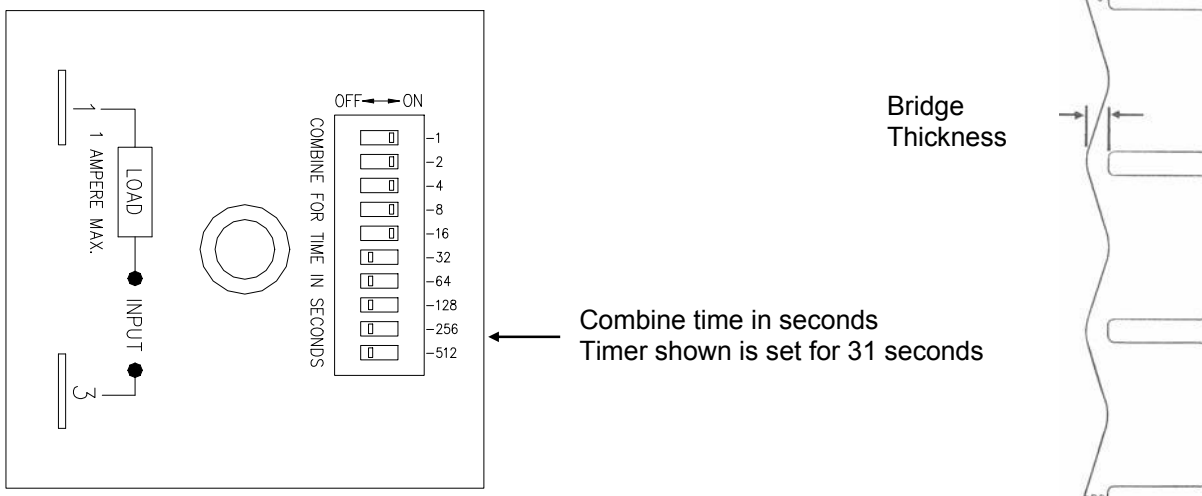 OFF ON
COMBINE FOR TIME IN SECONDS
-1
-2
-4
-8
-16
-32
-64
-128
-256
-512
1
1 AMPERE MAX.
LOAD
INPUT
3
Combine time in seconds
Timer shown is set for 31 seconds
Bridge
Thickness